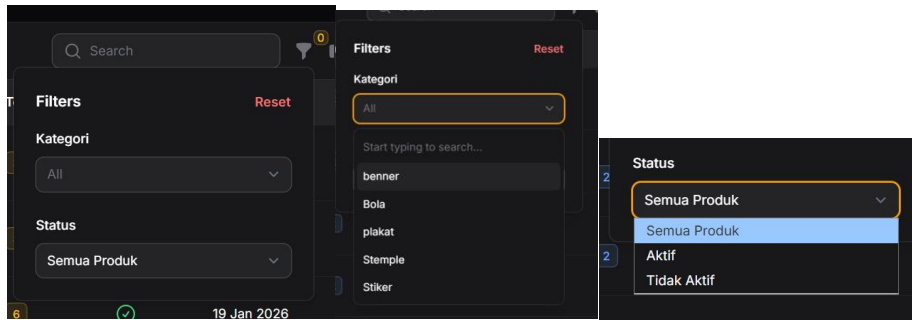 Search
0
Filters
Reset
Kategori
All
Status
Semua Produk
6
19 Jan 2026
Filters
Reset
Kategori
All
Start typing to search...
benner
Bola
plakat
Stemple
Stiker
Status
2
Semua Produk
Semua Produk
2
Aktif
Tidak Aktif